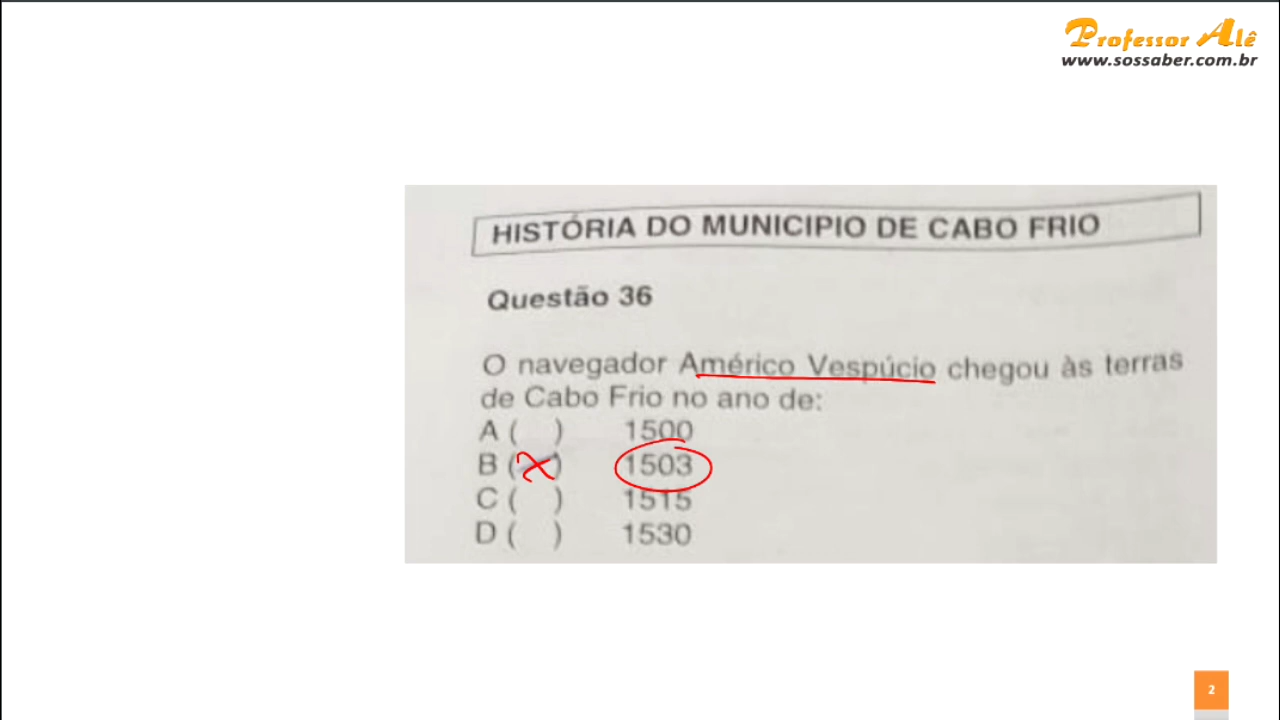 Professor Alê
www.sossaber.com.br
HISTÓRIA DO MUNICIPIO DE CABO FRIO
Questão 36
O navegador Américo Vespúcio chegou às terras
de Cabo Frio no ano de:
A ( ) 1500
B (X) 1503
C ( ) 1515
D ( ) 1530
2